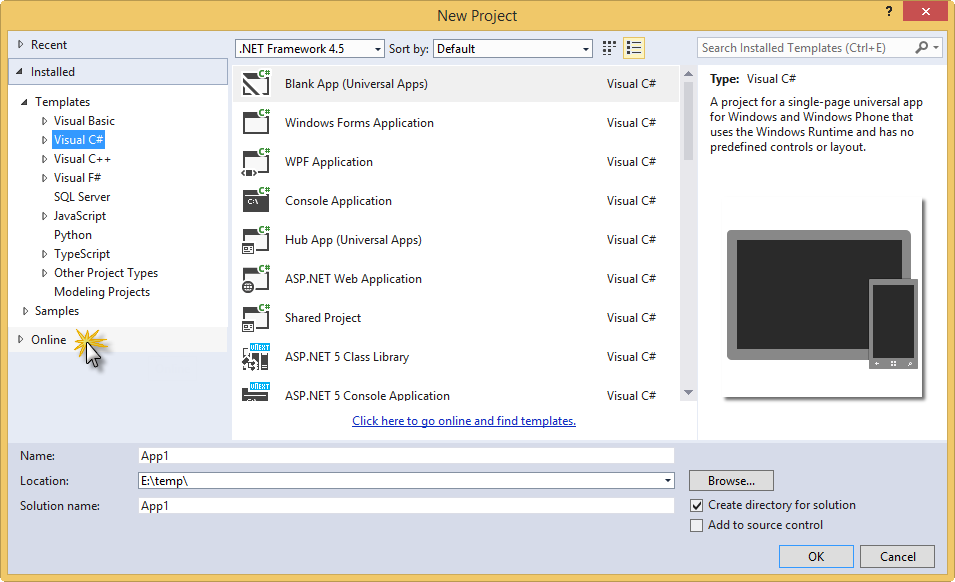 New Project
?
Recent
Installed
Templates
Visual Basic
Visual C#
Visual C++
Visual F#
SQL Server
JavaScript
Python
TypeScript
Other Project Types
Modeling Projects
Samples
Online
.NET Framework 4.5
Sort by:
Default
C#
Blank App (Universal Apps)
Visual C#
C#
Windows Forms Application
Visual C#
C#
WPF Application
Visual C#
C#
C:\
Console Application
Visual C#
C#
Hub App (Universal Apps)
Visual C#
C#
ASP.NET Web Application
Visual C#
C#
Shared Project
Visual C#
VNEXT
ASP.NET 5 Class Library
Visual C#
VNEXT
ASP.NET 5 Console Application
Visual C#
Click here to go online and find templates.
Search Installed Templates (Ctrl+E)
Type: Visual C#
A project for a single-page universal app
for Windows and Windows Phone that
uses the Windows Runtime and has no
predefined controls or layout.
Name:
App1
Location:
E:\temp\
Browse...
Solution name:
App1
Create directory for solution
Add to source control
OK
Cancel